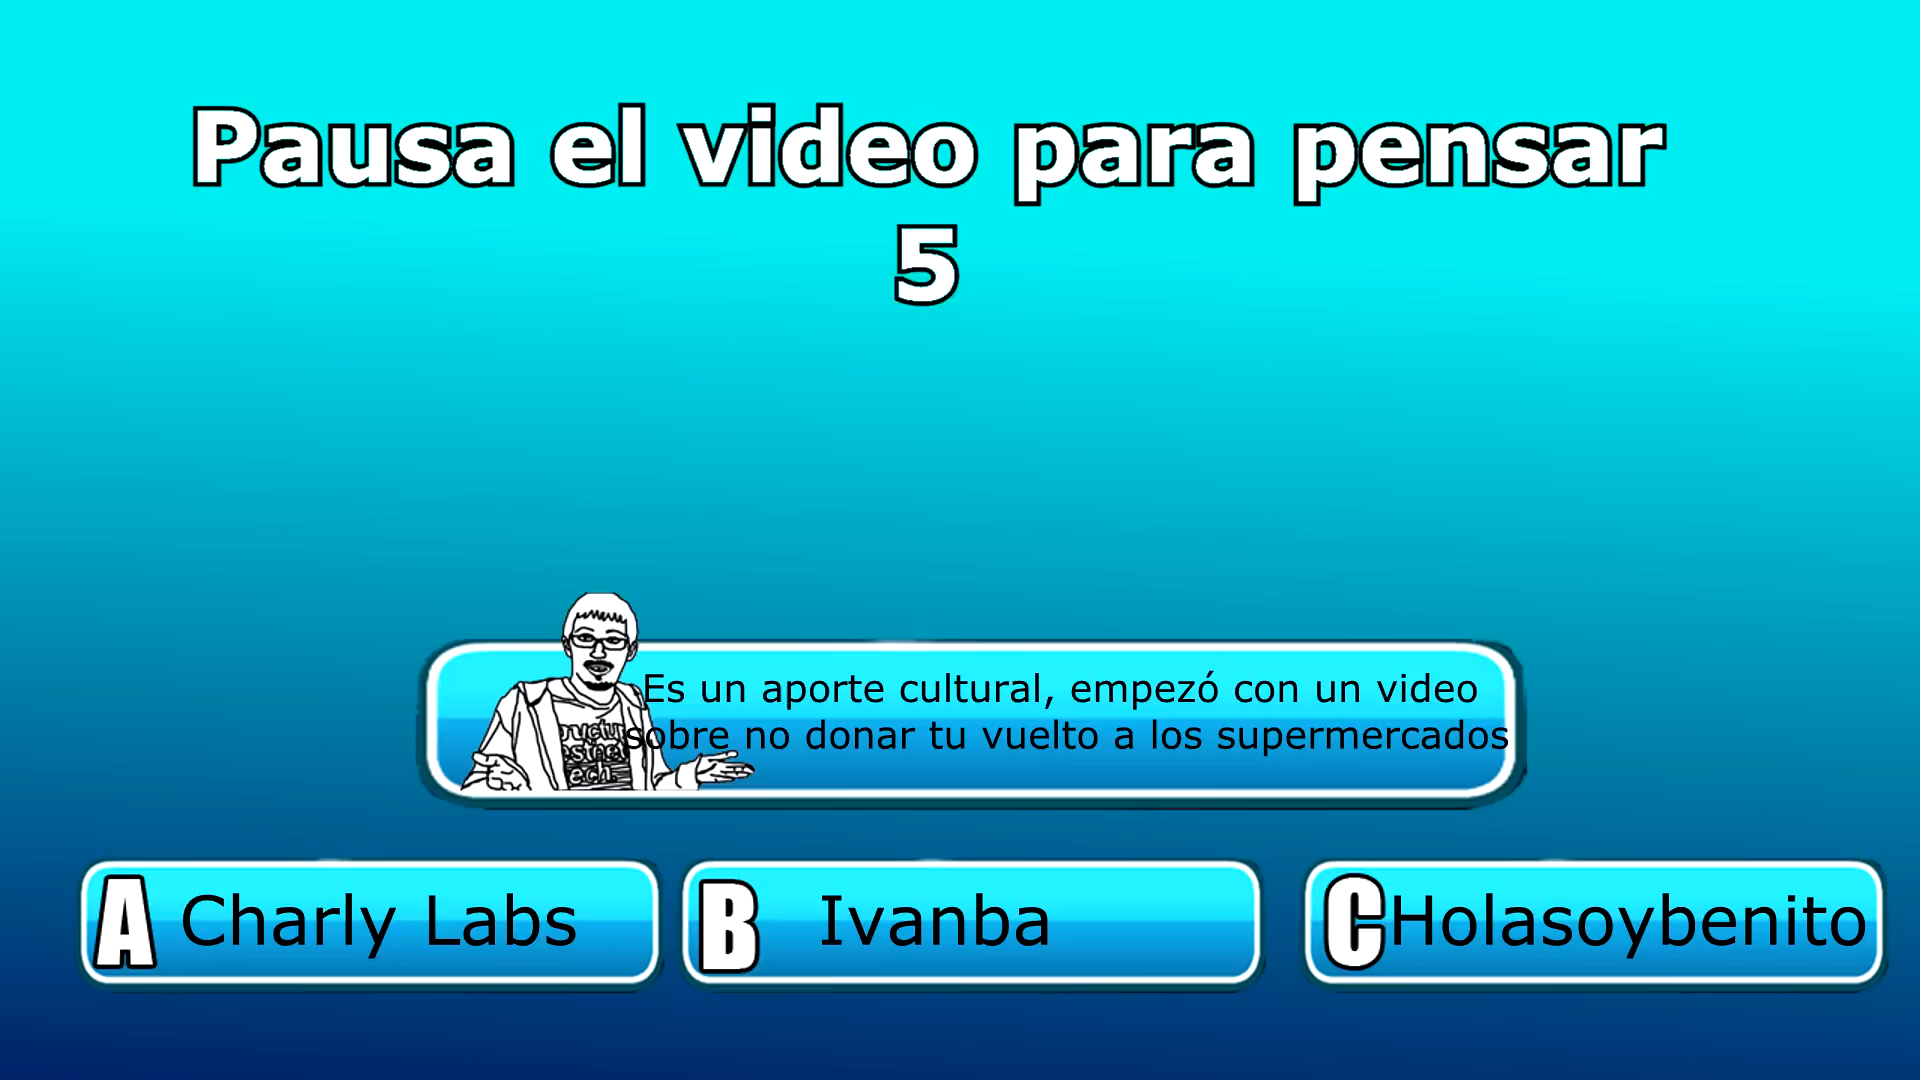 Pausa el video para pensar
5
Es un aporte cultural, empezó con un video
sobre no donar tu vuelto a los supermercados
A Charly Labs
B Ivanba
C Holasoybenito